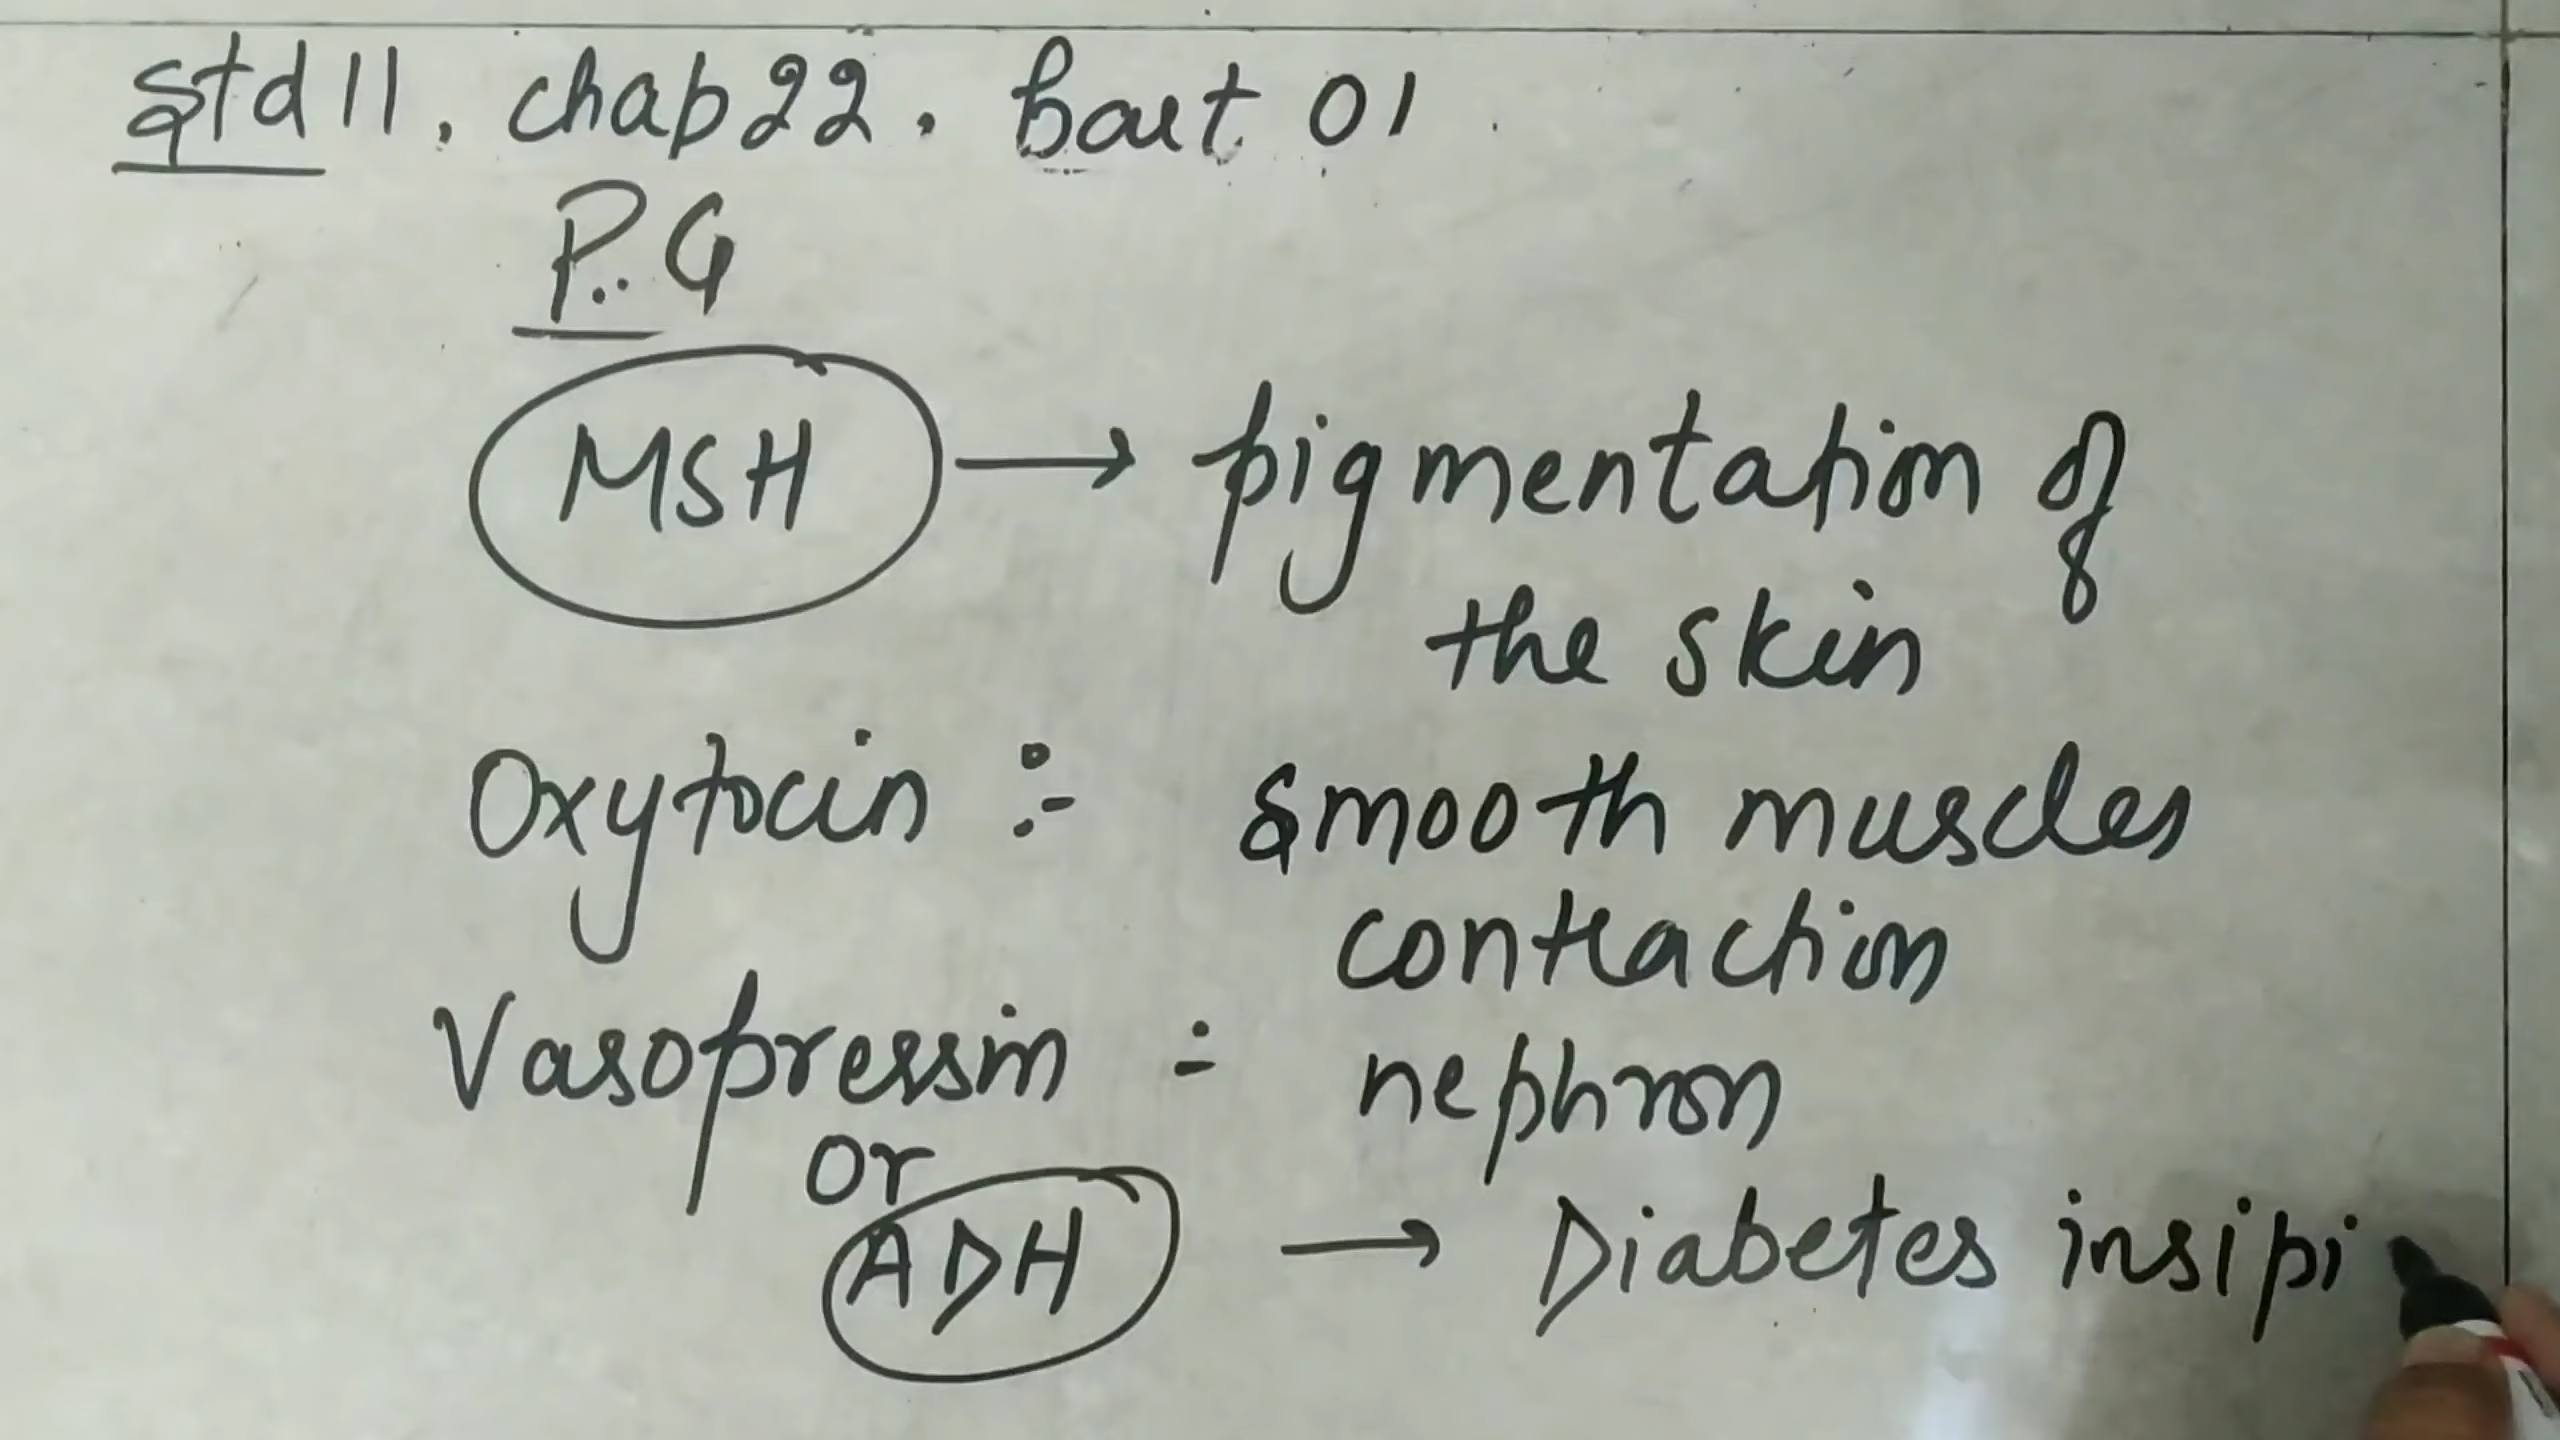 std 11. chap 22. Part 01
P.G
MSH → pigmentation of
the skin
Oxytocin :- smooth muscles
contraction
Vasopressin :- nephron
or
ADH → Diabetes insipi